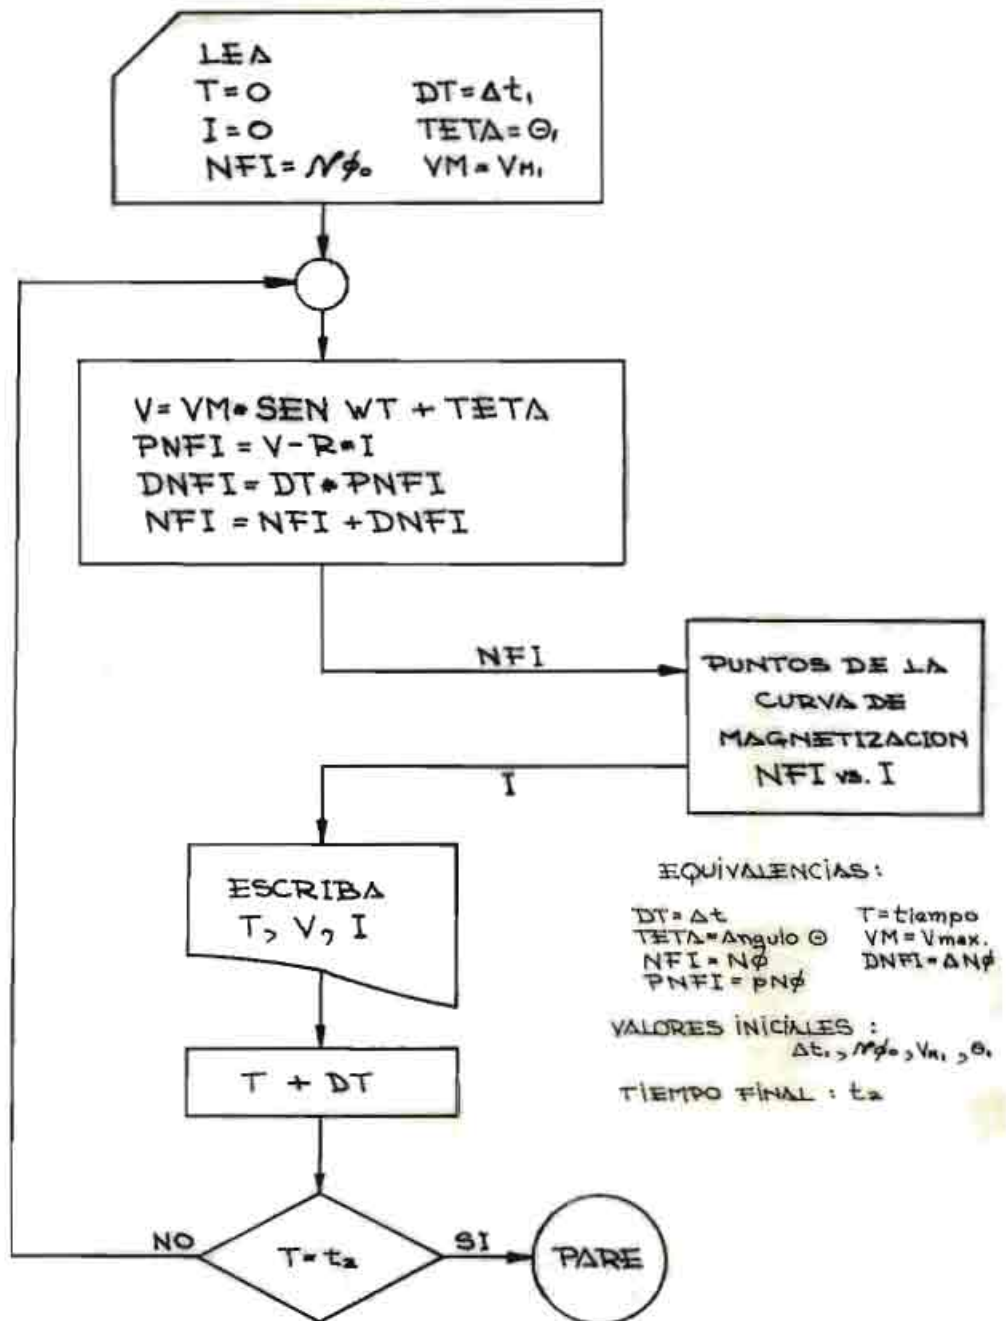 LEA
T=0 DT=Δt₁
I=0 TETA=Θ₁
NFI=Nϕ₀ VM=VM₁
V=VM*SEN WT+TETA
PNFI=V-R*I
DNFI=DT*PNFI
NFI=NFI+DNFI
NFI
PUNTOS DE LA
CURVA DE
MAGNETIZACION
NFI vs. I
I
ESCRIBA
T, V, I
EQUIVALENCIAS:
DT=Δt T=tiempo
TETA=Angulo Θ VM=Vmax.
NFI=Nϕ DNFI=ΔNϕ
PNFI=pNϕ
VALORES INICIALES:
Δt₁, Nϕ₀, VM₁, Θ₁
TIEMPO FINAL: t₂
T + DT
NO
T=t₂
SI
PARE